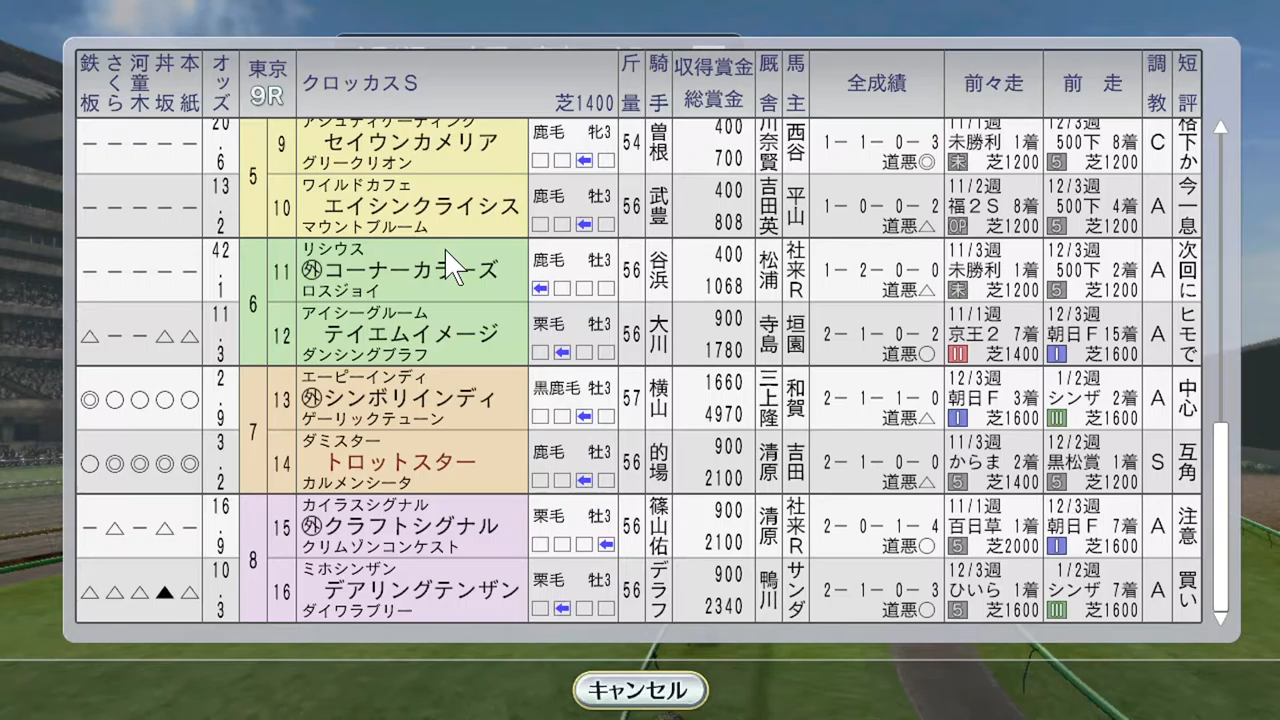 鉄板 さくら 河童木 丼坂 本紙 オッズ 東京 9R クロッカスS 芝1400 斤量 騎手 収得賞金 総賞金 厩舎 馬主 全成績 前々走 前 走 調教 短評
－ － － － － 20.6 5 9 セイウンカメリア 鹿毛 牝3 54 曽根 400 川奈賢 西谷 1－ 1－ 0－ 3 未勝利 1着 500下 8着 C 格下か
グリークリオン 700 道悪◎ 未 芝1200 5 芝1200
ワイルドカフェ 11/2週 12/3週
－ － － － － 13.2 10 エイシンクライシス 鹿毛 牡3 56 武豊 400 吉田英 平山 1－ 0－ 0－ 2 福2S 8着 500下 4着 A 今一息
マウントブルーム 808 道悪△ OP 芝1200 5 芝1200
リシウス 11/3週 12/3週
－ － － － － 42.1 6 11 外 コーナーカラーズ 鹿毛 牡3 56 谷浜 400 松浦 社来R 1－ 2－ 0－ 0 未勝利 1着 500下 2着 A 次回に
ロスジョイ 1068 道悪△ 未 芝1200 5 芝1200
アイシーグルーム 11/1週 12/3週
△ － － △ △ 11.3 12 テイエムイメージ 栗毛 牡3 56 大川 900 寺島 垣園 2－ 1－ 0－ 2 京王2 7着 朝日F 15着 A ヒモで
ダンシングブラフ 1780 道悪○ II 芝1400 I 芝1600
エーピーインディ 12/3週 1/2週
◎ ○ ○ ○ ○ 2.9 7 13 外 シンボリインディ 黒鹿毛 牡3 57 横山 1660 三上隆 和賀 2－ 1－ 1－ 0 朝日F 3着 シンザ 2着 A 中心
ゲーリックチューン 4970 道悪△ I 芝1600 III 芝1600
ダミスター 11/3週 12/2週
○ ◎ ◎ ◎ ◎ 3.2 14 トロットスター 鹿毛 牡3 56 的場 900 清原 吉田 2－ 1－ 0－ 0 からま 2着 黒松賞 1着 S 互角
カルメンシータ 2100 道悪△ 5 芝1400 5 芝1200
カイラスシグナル 11/1週 12/3週
－ △ － △ － 16.9 8 15 外 クラフトシグナル 栗毛 牡3 56 篠山佑 900 清原 社来R 2－ 0－ 1－ 4 百日草 1着 朝日F 7着 A 注意
クリムゾンコンケスト 2100 道悪○ 5 芝2000 I 芝1600
ミホシンザン 12/3週 1/2週
△ △ △ ▲ △ 10.3 16 デアリングテンザン 栗毛 牡3 56 デラフ 900 鴨川 サンダ 2－ 1－ 0－ 3 ひいら 1着 シンザ 7着 A 買い
ダイワラブリー 2340 道悪○ 5 芝1600 III 芝1600
キャンセル